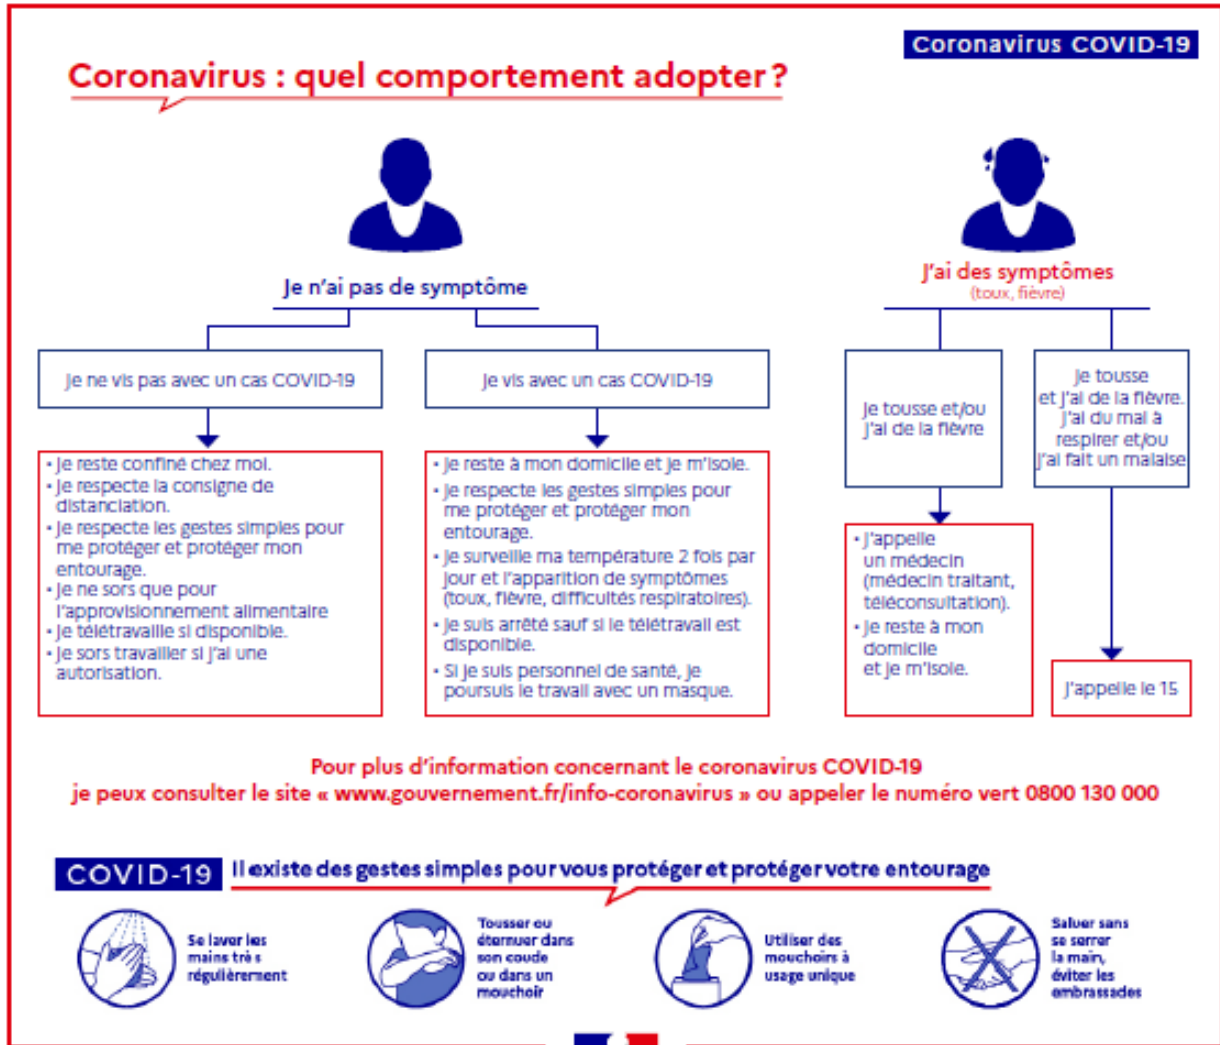 Coronavirus COVID-19
Coronavirus : quel comportement adopter ?
Je n'ai pas de symptôme
J'ai des symptômes
(toux, fièvre)
Je ne vis pas avec un cas COVID-19
Je vis avec un cas COVID-19
Je tousse et/ou
j'ai de la fièvre
Je tousse
et j'ai de la fièvre.
J'ai du mal à
respirer et/ou
j'ai fait un malaise
• Je reste confiné chez moi.
• Je respecte la consigne de
distanciation.
• Je respecte les gestes simples pour
me protéger et protéger mon
entourage.
• Je ne sors que pour
l'approvisionnement alimentaire
• Je télétravaille si disponible.
• Je sors travailler si j'ai une
autorisation.
• Je reste à mon domicile et je m'isole.
• Je respecte les gestes simples pour
me protéger et protéger mon
entourage.
• Je surveille ma température 2 fois par
jour et l'apparition de symptômes
(toux, fièvre, difficultés respiratoires).
• Je suis arrêté sauf si le télétravail est
disponible.
• Si je suis personnel de santé, je
poursuis le travail avec un masque.
• J'appelle
un médecin
(médecin traitant,
téléconsultation).
• Je reste à mon
domicile
et je m'isole.
J'appelle le 15
Pour plus d'information concernant le coronavirus COVID-19
je peux consulter le site « www.gouvernement.fr/info-coronavirus » ou appeler le numéro vert 0800 130 000
COVID-19 Il existe des gestes simples pour vous protéger et protéger votre entourage
Se laver les
mains très
régulièrement
Tousser ou
éternuer dans
son coude
ou dans un
mouchoir
Utiliser des
mouchoirs à
usage unique
Saluer sans
se serrer
la main,
éviter les
embrassades